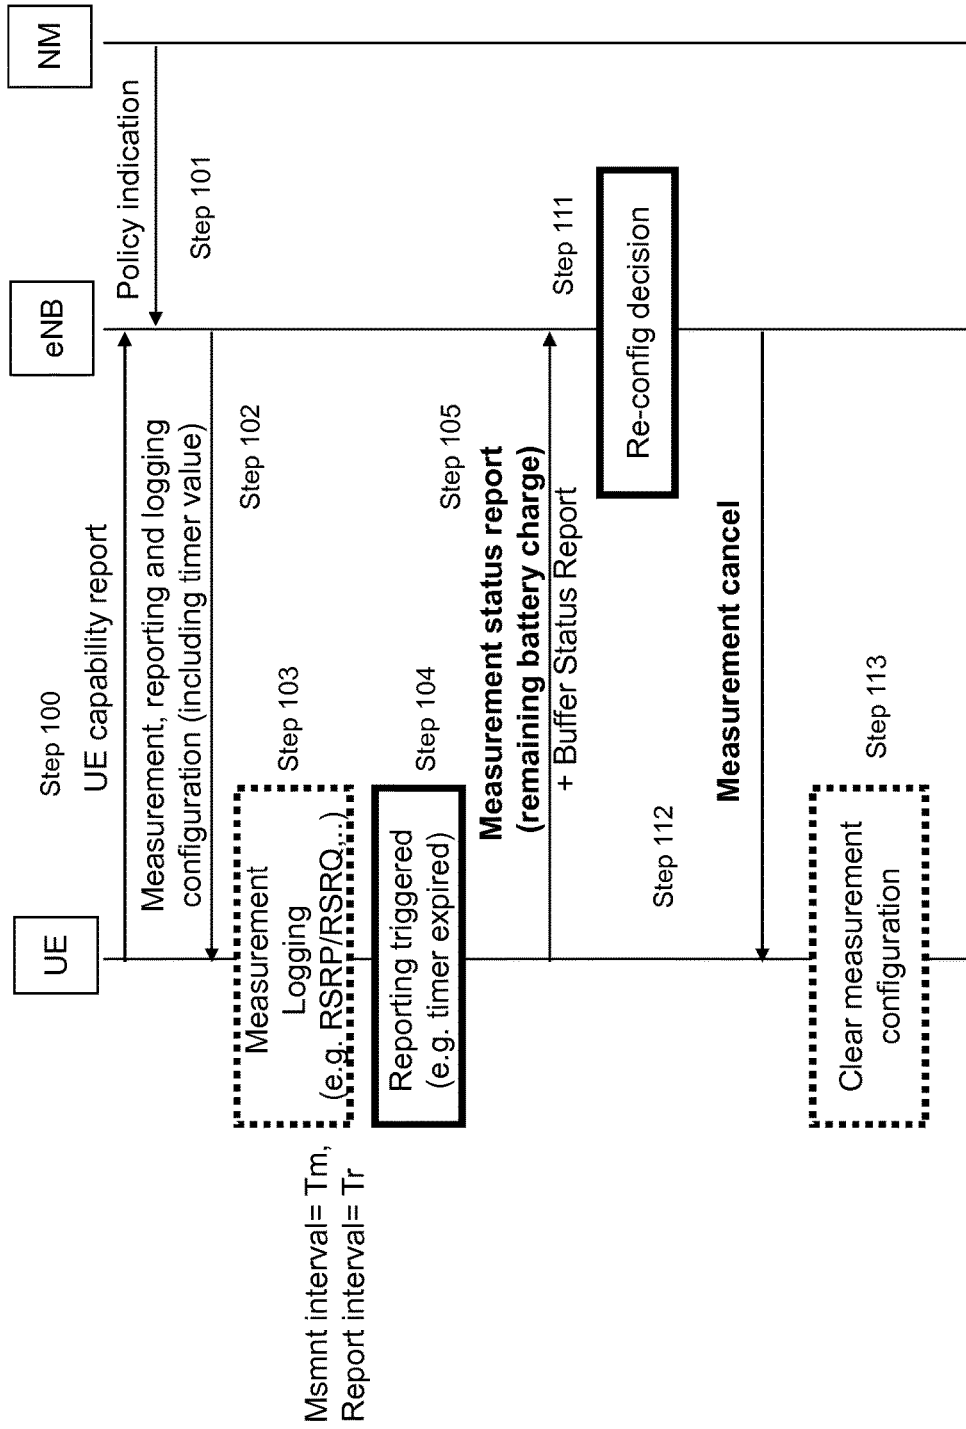 UE
eNB
NM
Step 100
UE capability report
Policy indication
Step 101
Measurement, reporting and logging
configuration (including timer value)
Step 102
Measurement
Logging
(e.g. RSRP/RSRQ,..)
Step 103
Msmnt interval= Tm,
Report interval= Tr
Reporting triggered
(e.g. timer expired)
Step 104
Step 105
Measurement status report
(remaining battery charge)
+ Buffer Status Report
Step 111
Re-config decision
Step 112
Measurement cancel
Step 113
Clear measurement
configuration